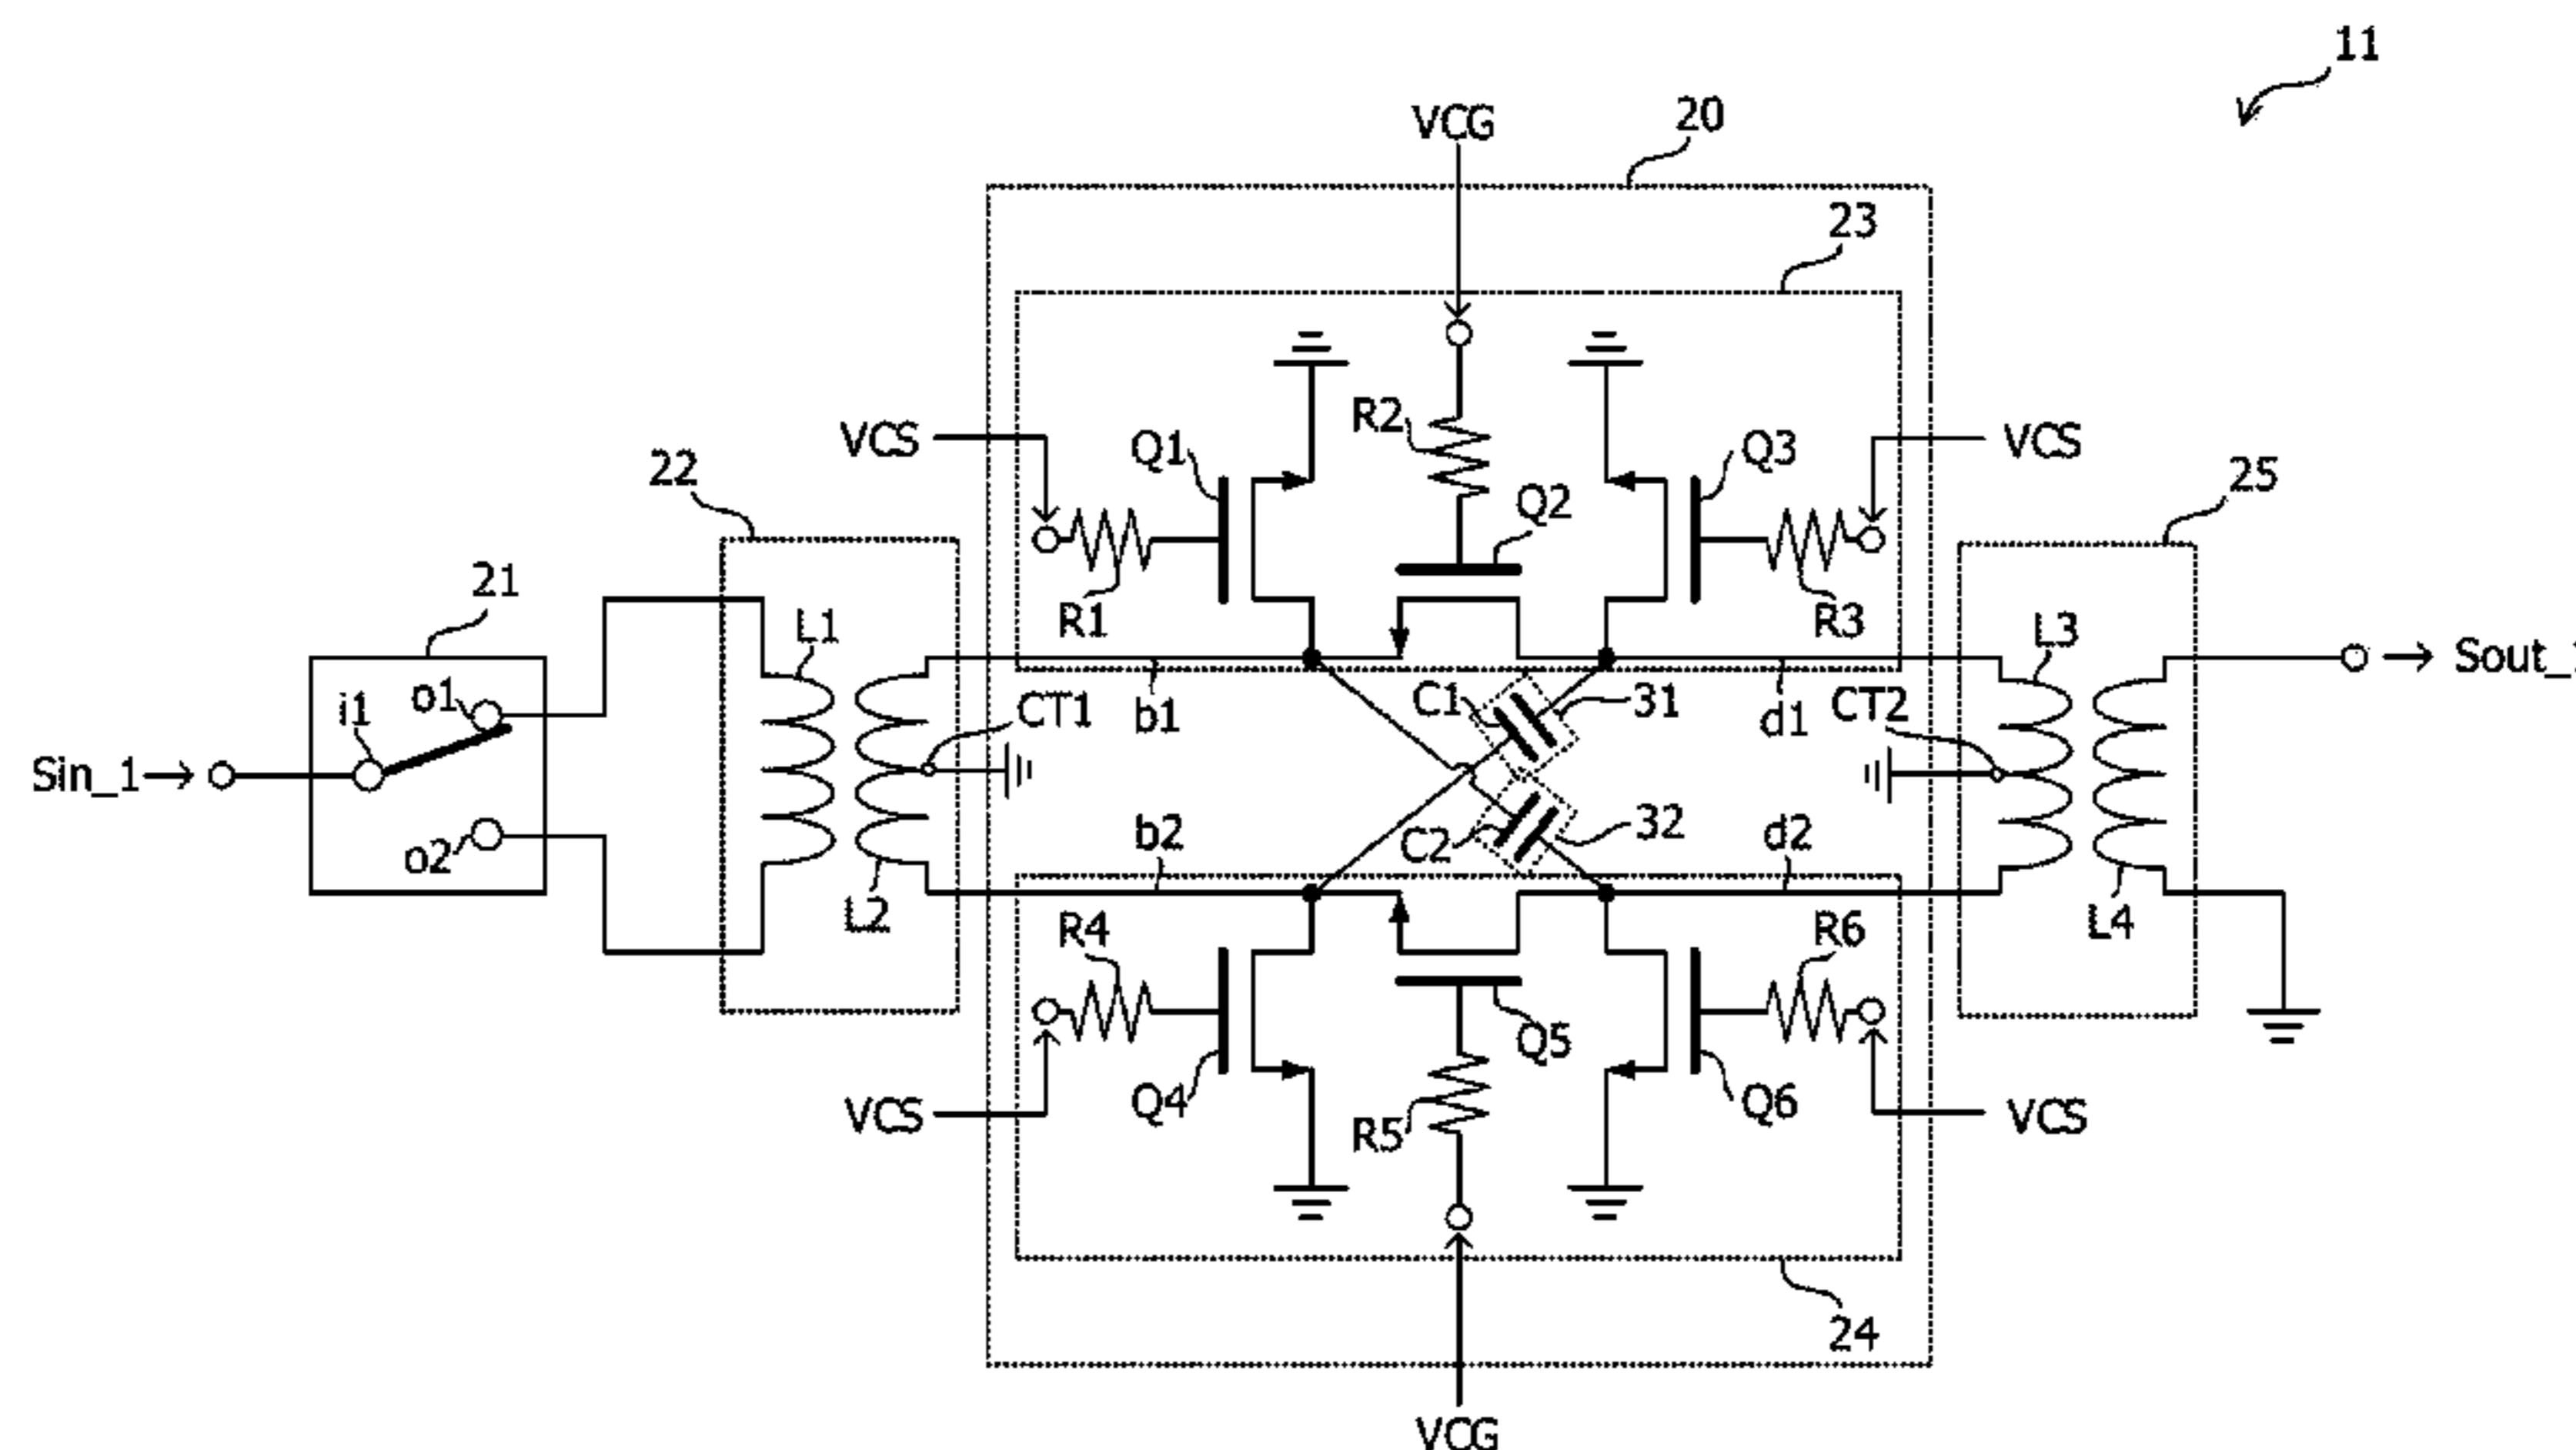 11
20
VCG
23
R2
VCS
Q1
Q3
VCS
22
Q2
25
21
R1
R3
L1
L3
Sout_
i1
o1
CT1
b1
C1
31
d1
CT2
Sin_1
o2
b2
C2
32
d2
L2
R4
R6
L4
Q4
Q5
Q6
VCS
R5
VCS
24
VCG